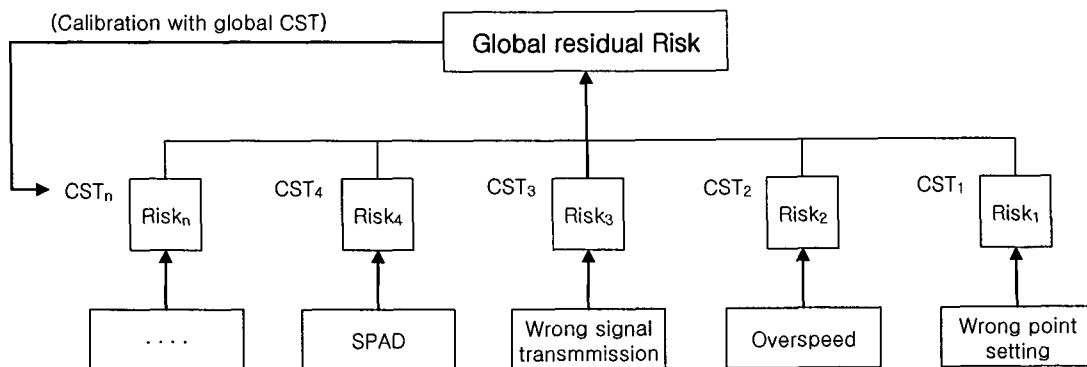 (Calibration with global CST)
Global residual Risk
CSTₙ
Riskₙ
CST₄
Risk₄
CST₃
Risk₃
CST₂
Risk₂
CST₁
Risk₁
....
SPAD
Wrong signal
transmmission
Overspeed
Wrong point
setting